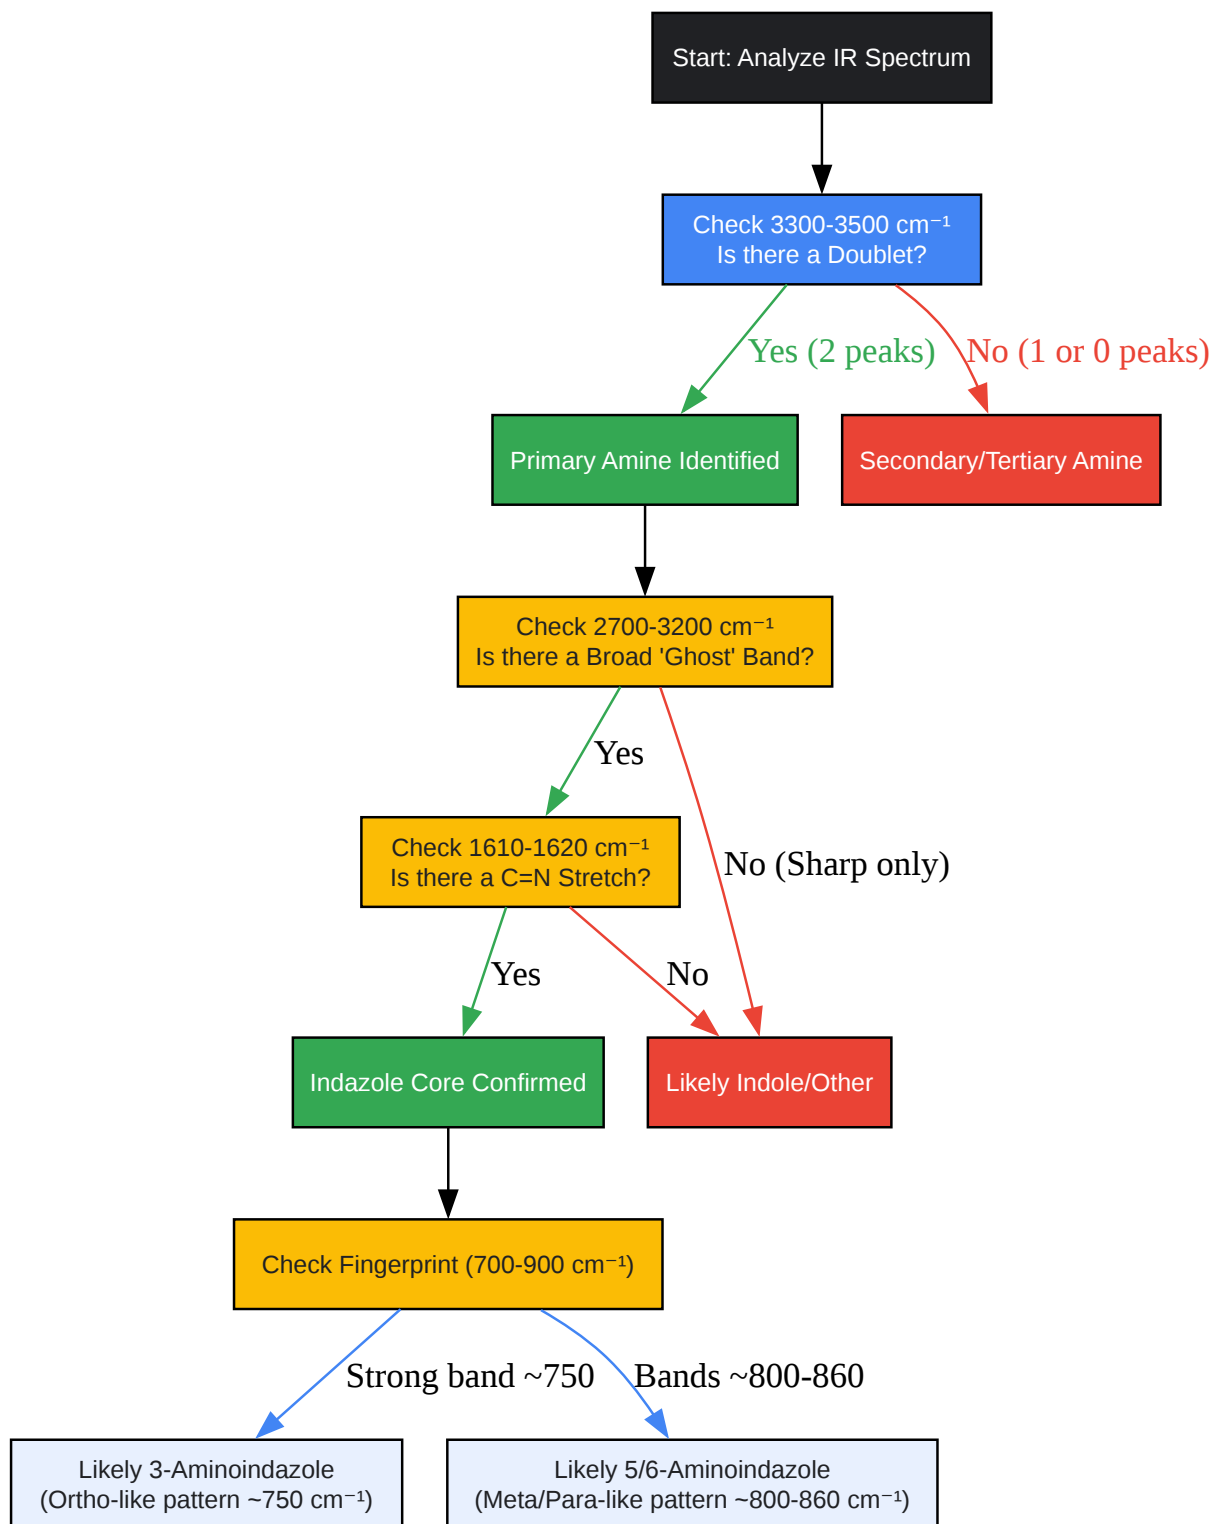 Start: Analyze IR Spectrum
Check 3300-3500 cm⁻¹
Is there a Doublet?
Yes (2 peaks)
No (1 or 0 peaks)
Primary Amine Identified
Secondary/Tertiary Amine
Check 2700-3200 cm⁻¹
Is there a Broad 'Ghost' Band?
Yes
Check 1610-1620 cm⁻¹
Is there a C=N Stretch?
No (Sharp only)
Yes
No
Indazole Core Confirmed
Likely Indole/Other
Check Fingerprint (700-900 cm⁻¹)
Strong band ~750
Bands ~800-860
Likely 3-Aminoindazole
(Ortho-like pattern ~750 cm⁻¹)
Likely 5/6-Aminoindazole
(Meta/Para-like pattern ~800-860 cm⁻¹)